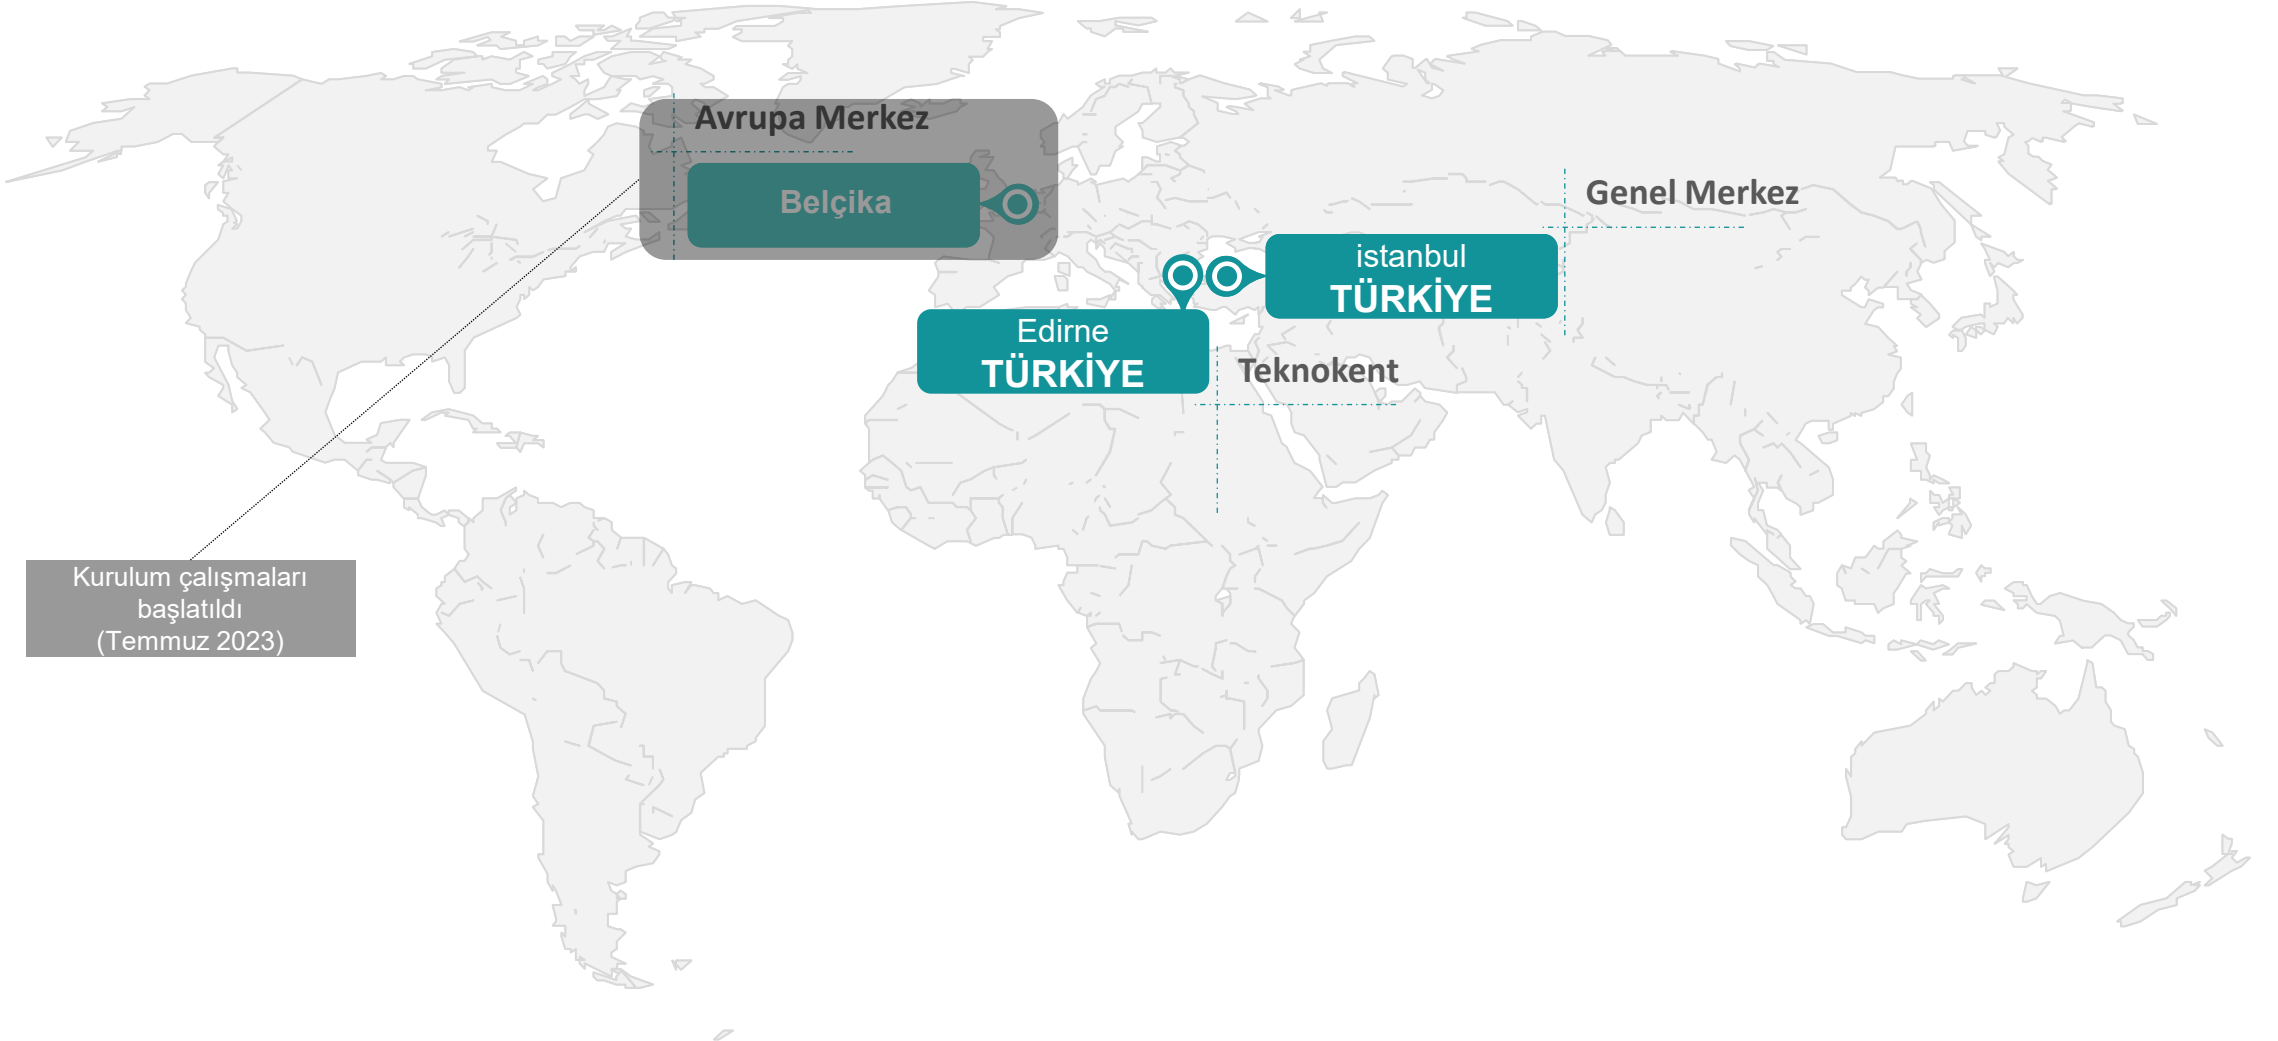 Avrupa Merkez
Belçika
Genel Merkez
istanbul
TÜRKİYE
Edirne
TÜRKİYE
Teknokent
Kurulum çalışmaları
başlatıldı
(Temmuz 2023)